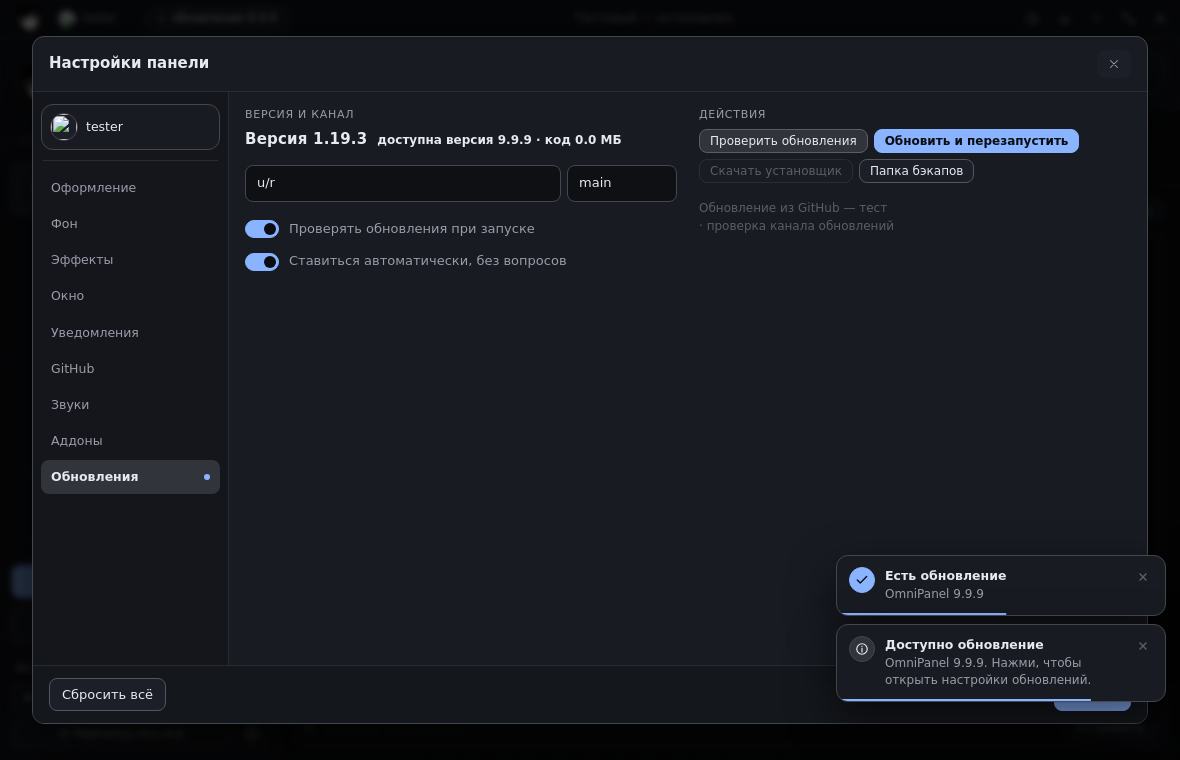 Настройки панели
tester
Оформление
Фон
Эффекты
Окно
Уведомления
GitHub
Звуки
Аддоны
Обновления
ВЕРСИЯ И КАНАЛ
Версия 1.19.3 доступна версия 9.9.9 · код 0.0 МБ
u/r main
Проверять обновления при запуске
Ставиться автоматически, без вопросов
ДЕЙСТВИЯ
Проверить обновления Обновить и перезапустить
Скачать установщик Папка бэкапов
Обновление из GitHub — тест
· проверка канала обновлений
Есть обновление
OmniPanel 9.9.9
Доступно обновление
OmniPanel 9.9.9. Нажми, чтобы
открыть настройки обновлений.
Сбросить всё